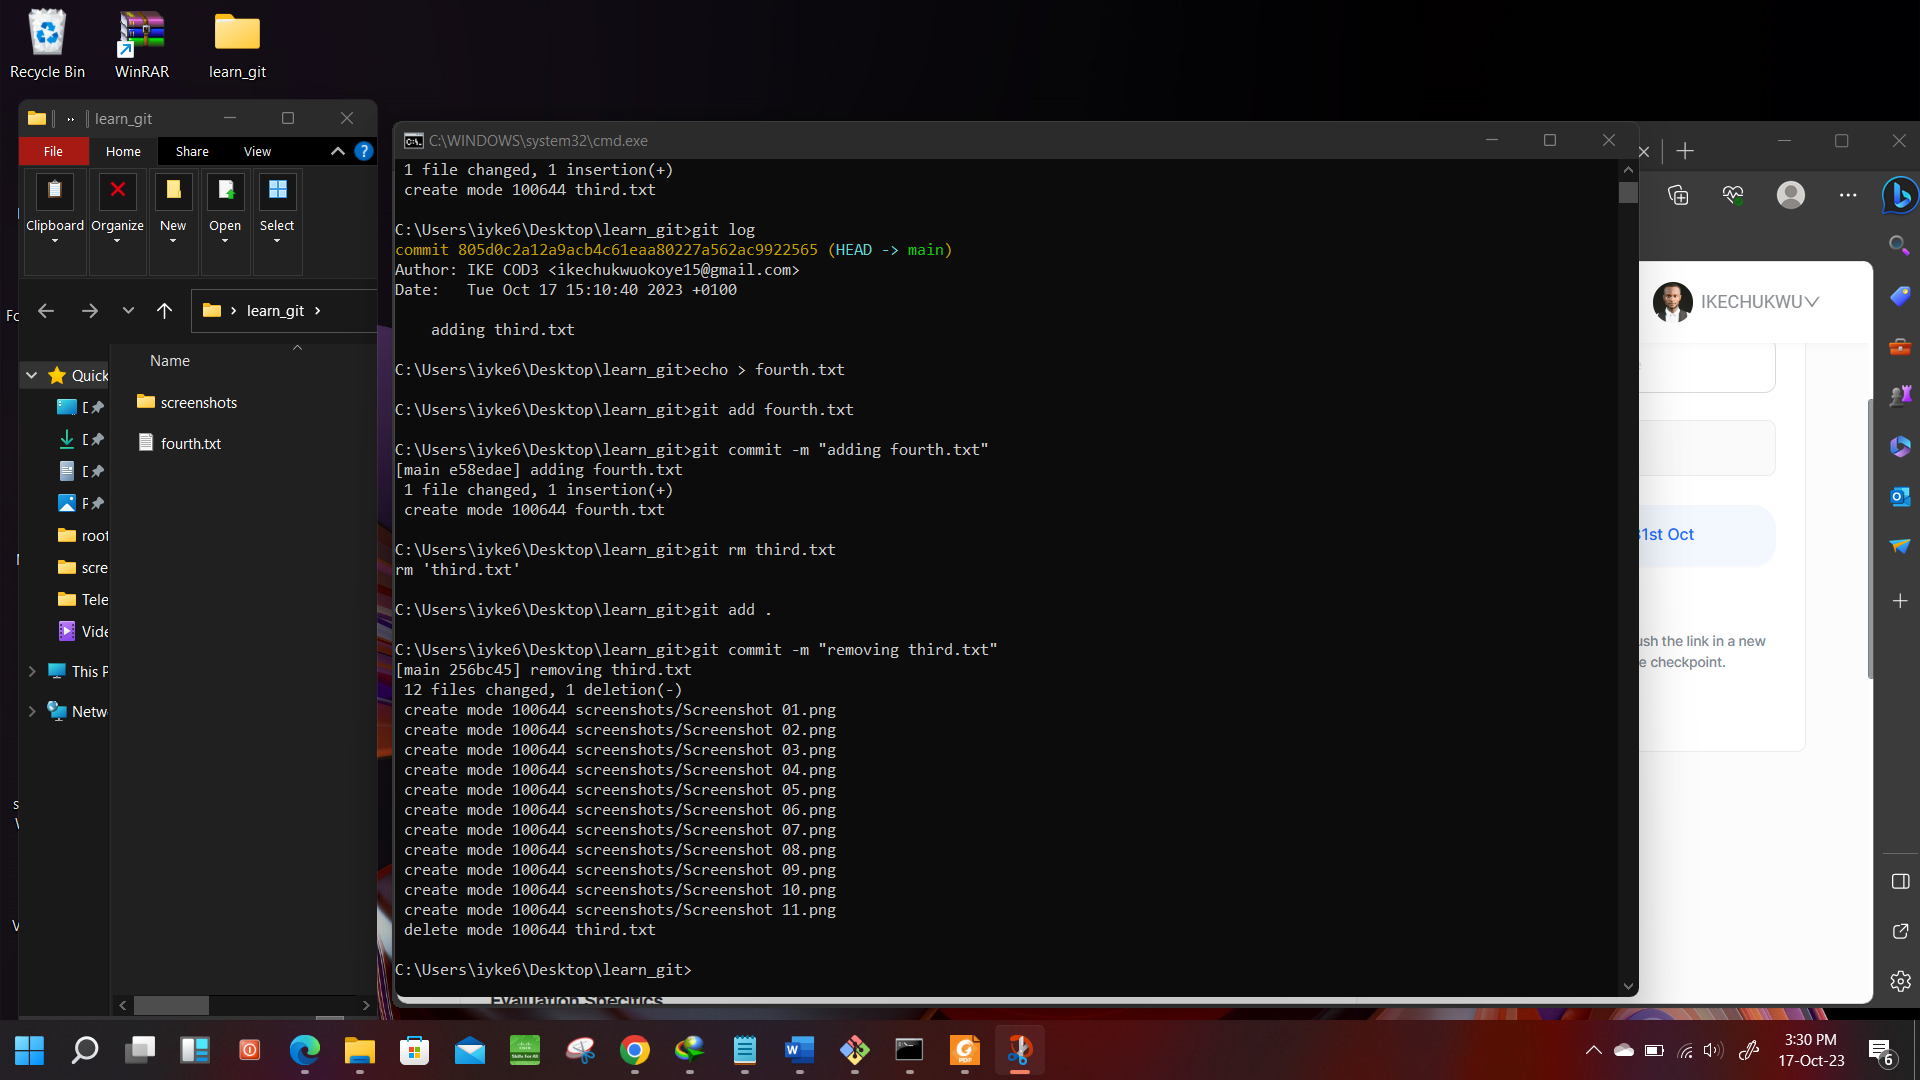 Recycle Bin
WinRAR
learn_git
learn_git
File
Home
Share
View
Clipboard
Organize
New
Open
Select
learn_git
Name
Quick
screenshots
fourth.txt
root
scre
Tele
Vide
This P
Netw
C:\WINDOWS\system32\cmd.exe
1 file changed, 1 insertion(+)
create mode 100644 third.txt
C:\Users\iyke6\Desktop\learn_git>git log
commit 805d0c2a12a9acb4c61eaa80227a562ac9922565 (HEAD -> main)
Author: IKE COD3 <ikechukwuokoye15@gmail.com>
Date:   Tue Oct 17 15:10:40 2023 +0100
adding third.txt
C:\Users\iyke6\Desktop\learn_git>echo > fourth.txt
C:\Users\iyke6\Desktop\learn_git>git add fourth.txt
C:\Users\iyke6\Desktop\learn_git>git commit -m "adding fourth.txt"
[main e58edae] adding fourth.txt
1 file changed, 1 insertion(+)
create mode 100644 fourth.txt
C:\Users\iyke6\Desktop\learn_git>git rm third.txt
rm 'third.txt'
C:\Users\iyke6\Desktop\learn_git>git add .
C:\Users\iyke6\Desktop\learn_git>git commit -m "removing third.txt"
[main 256bc45] removing third.txt
12 files changed, 1 deletion(-)
create mode 100644 screenshots/Screenshot 01.png
create mode 100644 screenshots/Screenshot 02.png
create mode 100644 screenshots/Screenshot 03.png
create mode 100644 screenshots/Screenshot 04.png
create mode 100644 screenshots/Screenshot 05.png
create mode 100644 screenshots/Screenshot 06.png
create mode 100644 screenshots/Screenshot 07.png
create mode 100644 screenshots/Screenshot 08.png
create mode 100644 screenshots/Screenshot 09.png
create mode 100644 screenshots/Screenshot 10.png
create mode 100644 screenshots/Screenshot 11.png
delete mode 100644 third.txt
C:\Users\iyke6\Desktop\learn_git>
Evaluation Specifics
IKECHUKWU
31st Oct
ush the link in a new
e checkpoint.
3:30 PM
17-Oct-23
6